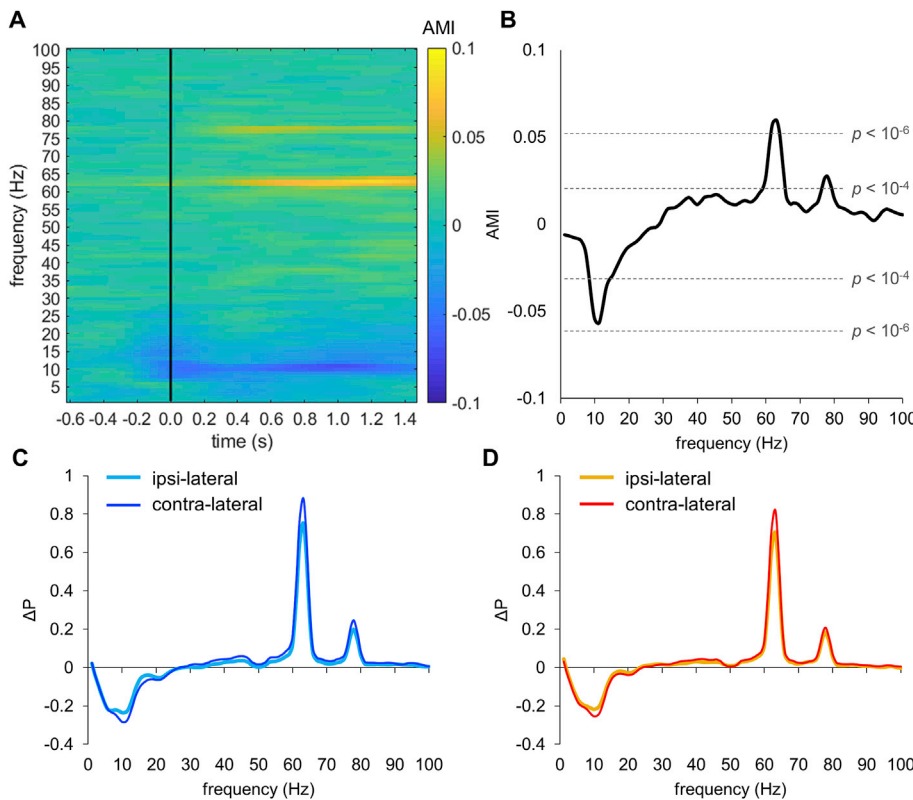 A
AMI
100
95
90
85
80
75
70
65
60
55
50
45
40
35
30
25
20
15
10
5
frequency (Hz)
-0.6 -0.4 -0.2 0.0 0.2 0.4 0.6 0.8 1.0 1.2 1.4
time (s)
0.1
0.05
0
-0.05
-0.1
B
0.1
0.05
0
-0.05
-0.1
AMI
p < 10-6
p < 10-4
p < 10-4
p < 10-6
0 10 20 30 40 50 60 70 80 90 100
frequency (Hz)
C
ipsi-lateral
contra-lateral
1
0.8
0.6
0.4
0.2
0
-0.2
-0.4
ΔP
0 10 20 30 40 50 60 70 80 90 100
frequency (Hz)
D
ipsi-lateral
contra-lateral
1
0.8
0.6
0.4
0.2
0
-0.2
-0.4
ΔP
0 10 20 30 40 50 60 70 80 90 100
frequency (Hz)